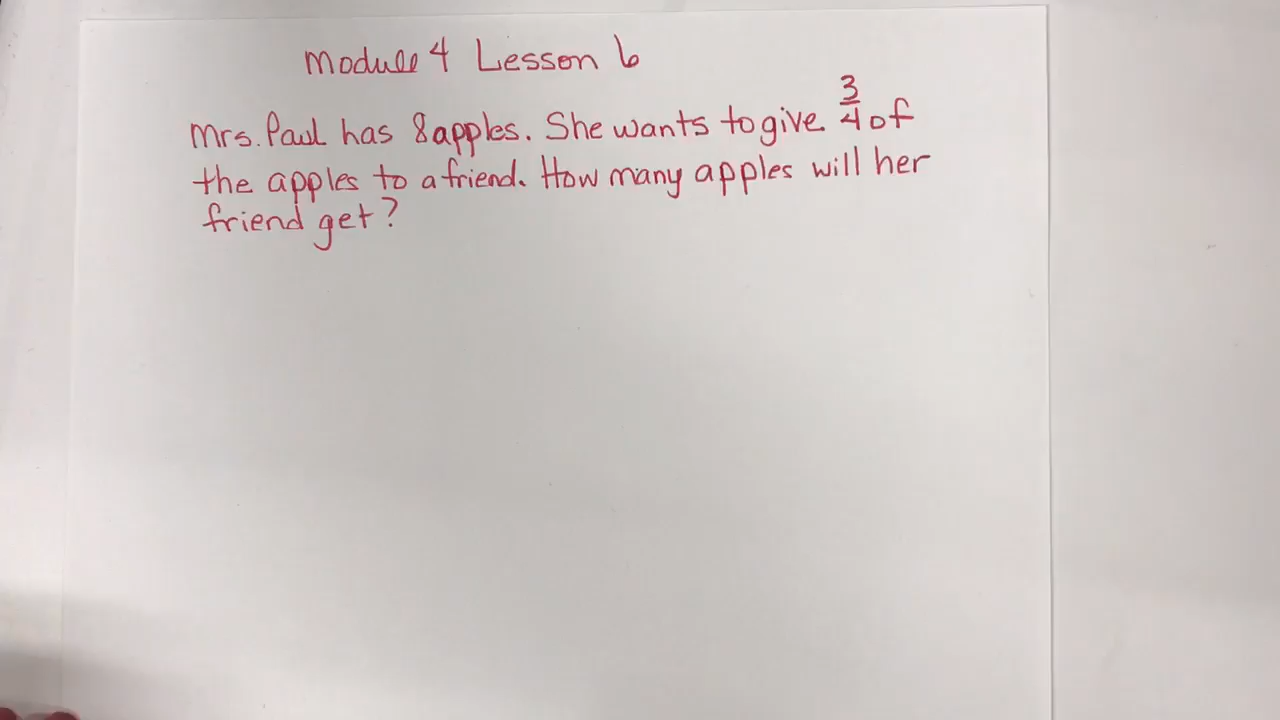 Module 4 Lesson 6
Mrs. Paul has 8 apples. She wants to give 3/4 of
the apples to a friend. How many apples will her
friend get?